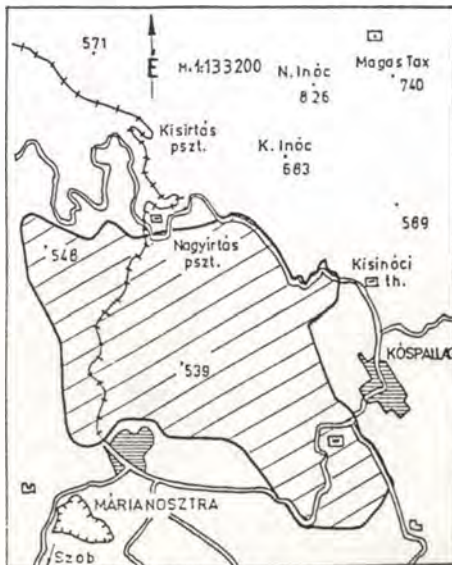 571
É
M. 1:133200
N. Inóc
826
Magas Tax
740
Kisirtás
pszt.
K. Inóc
683
589
548
Nagyirtás
pszt.
Kisinóci
th.
KÓSPALLAG
539
MÁRIANOSZTRA
Szob